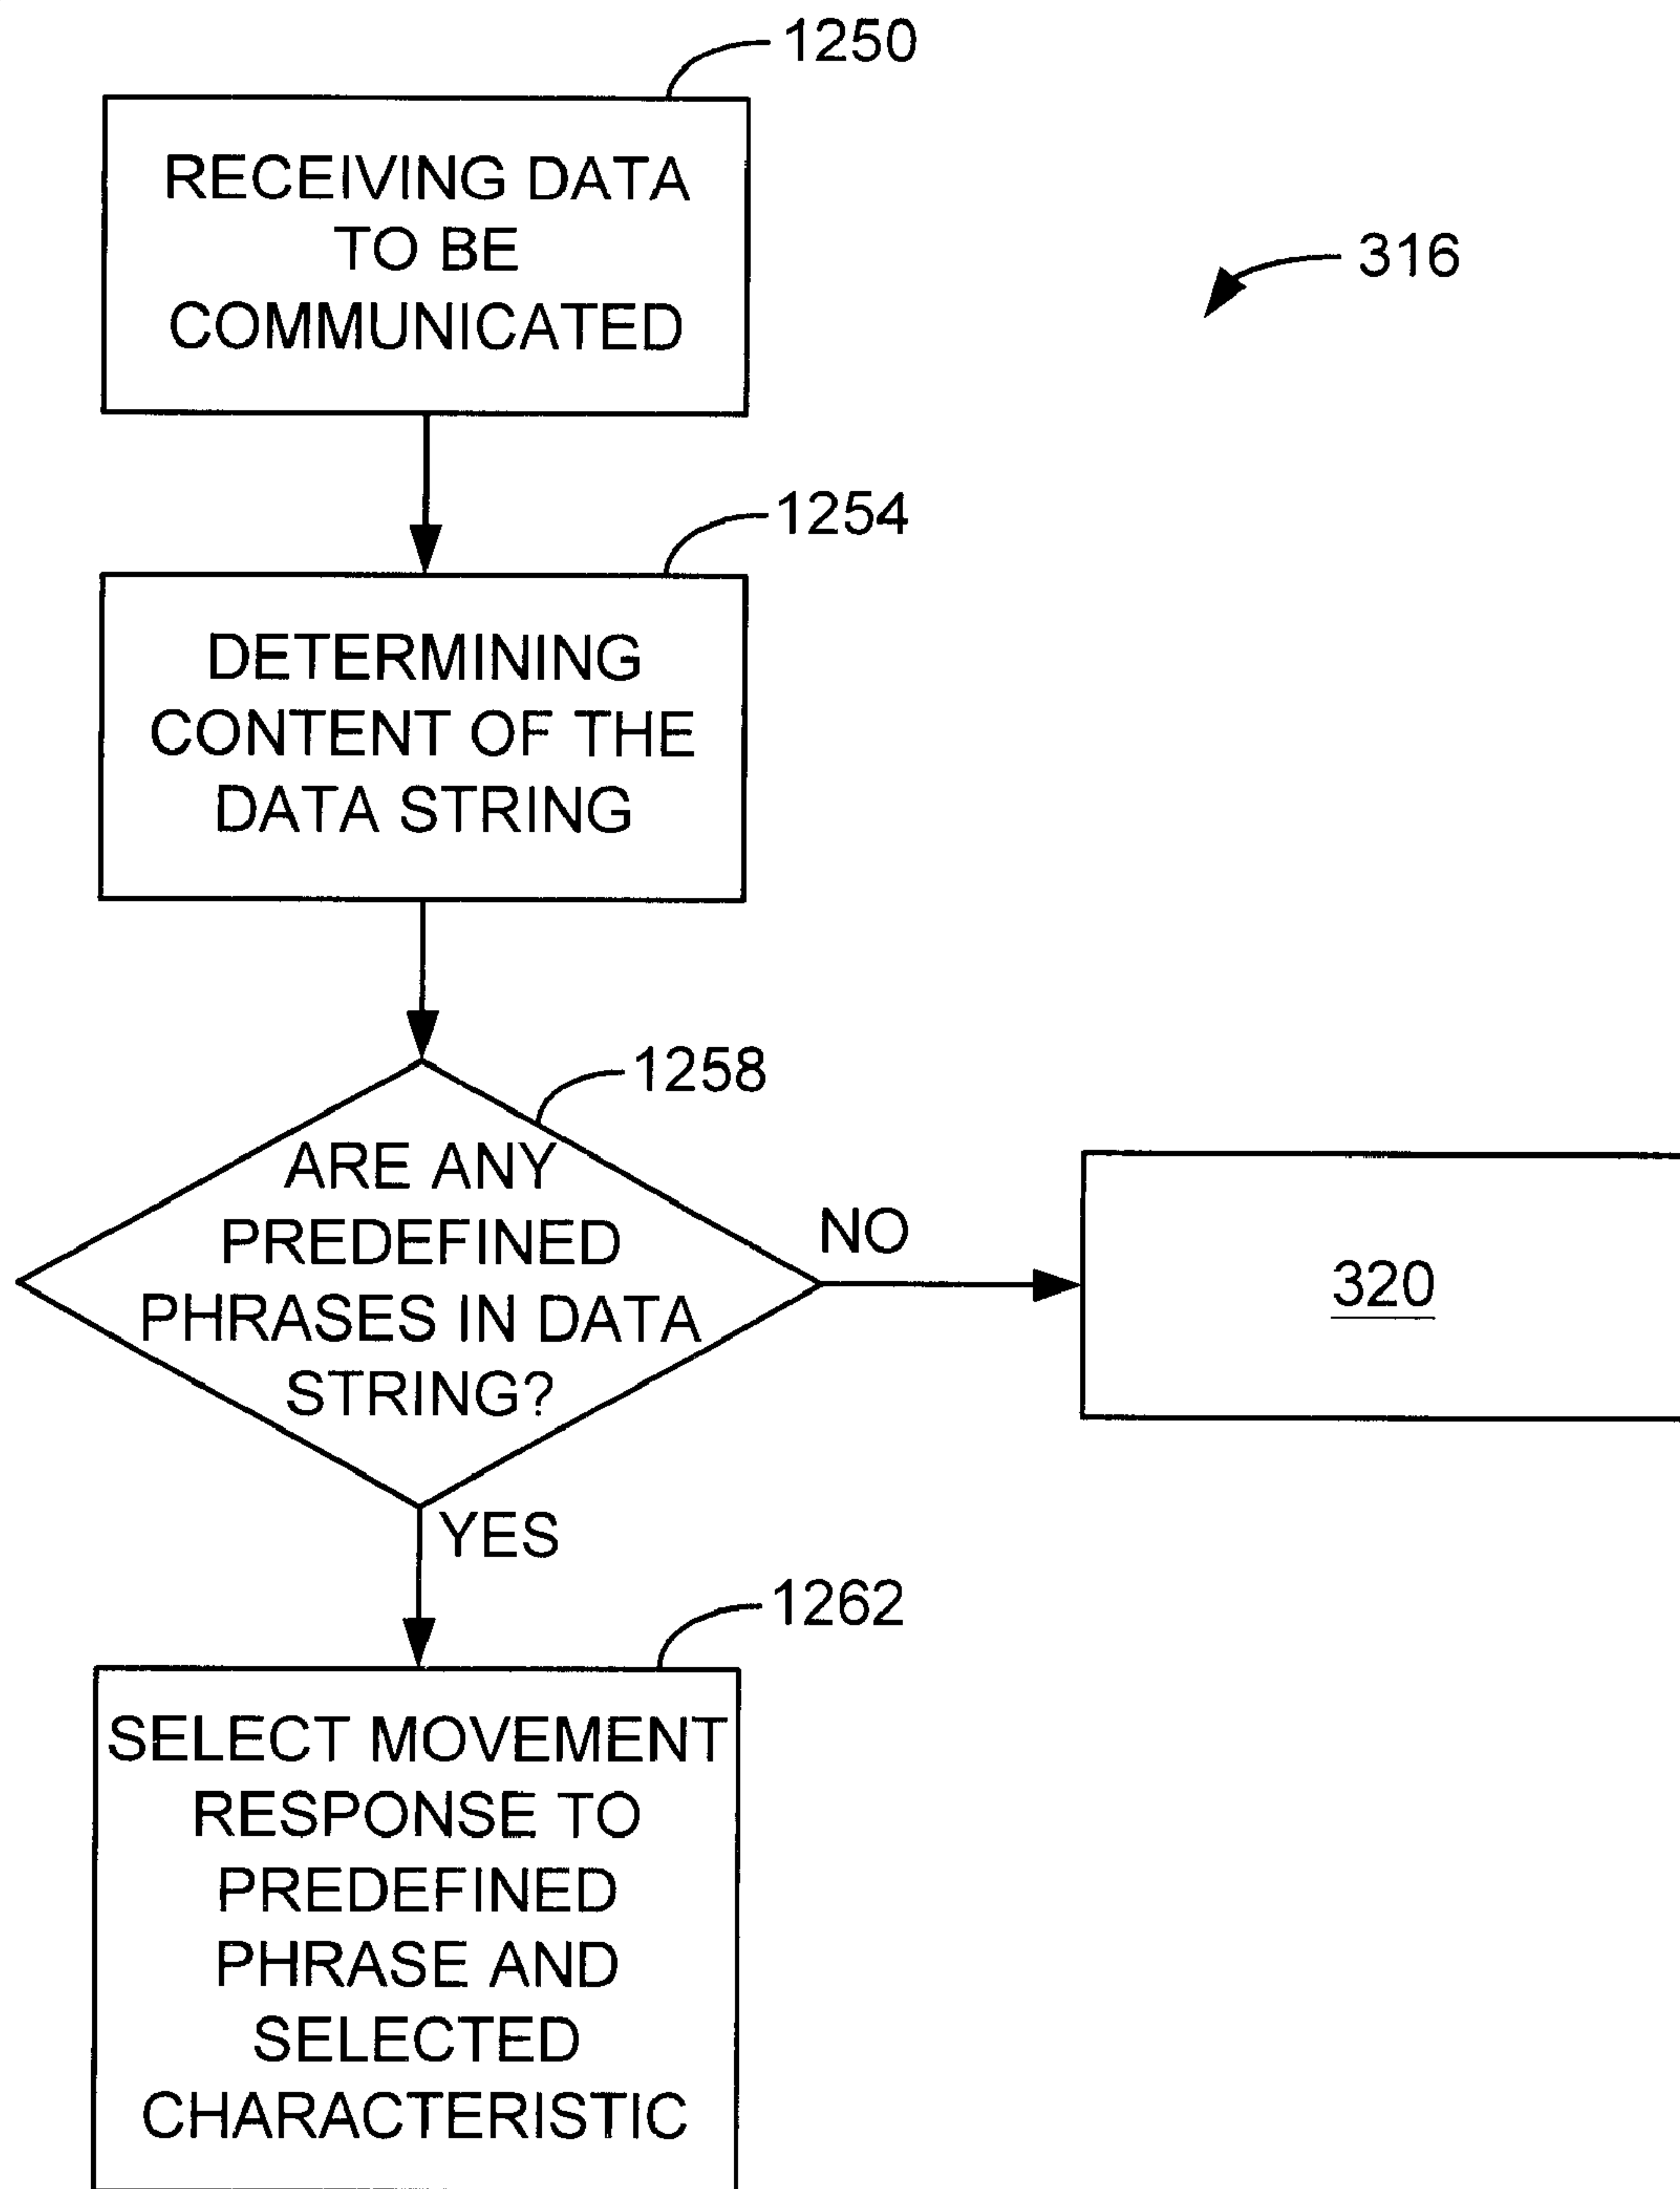 1250
RECEIVING DATA
TO BE
COMMUNICATED
316
1254
DETERMINING
CONTENT OF THE
DATA STRING
1258
ARE ANY
PREDEFINED
PHRASES IN DATA
STRING?
NO
320
YES
1262
SELECT MOVEMENT
RESPONSE TO
PREDEFINED
PHRASE AND
SELECTED
CHARACTERISTIC